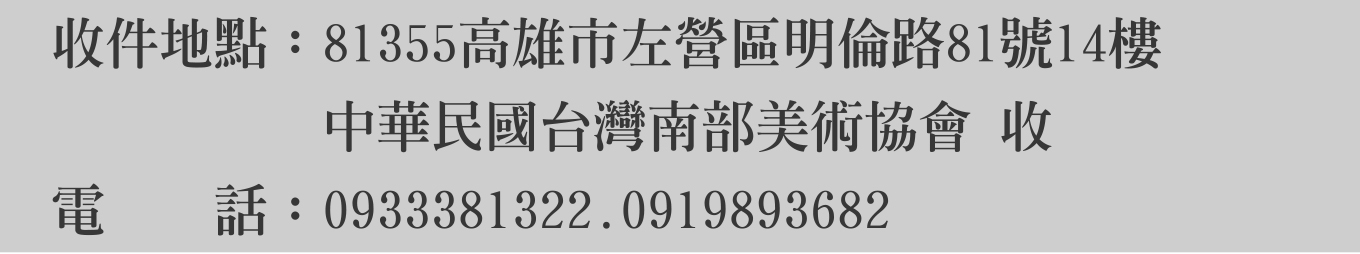 收件地點：81355高雄市左營區明倫路81號14樓
中華民國台灣南部美術協會 收
電　　話：0933381322.0919893682